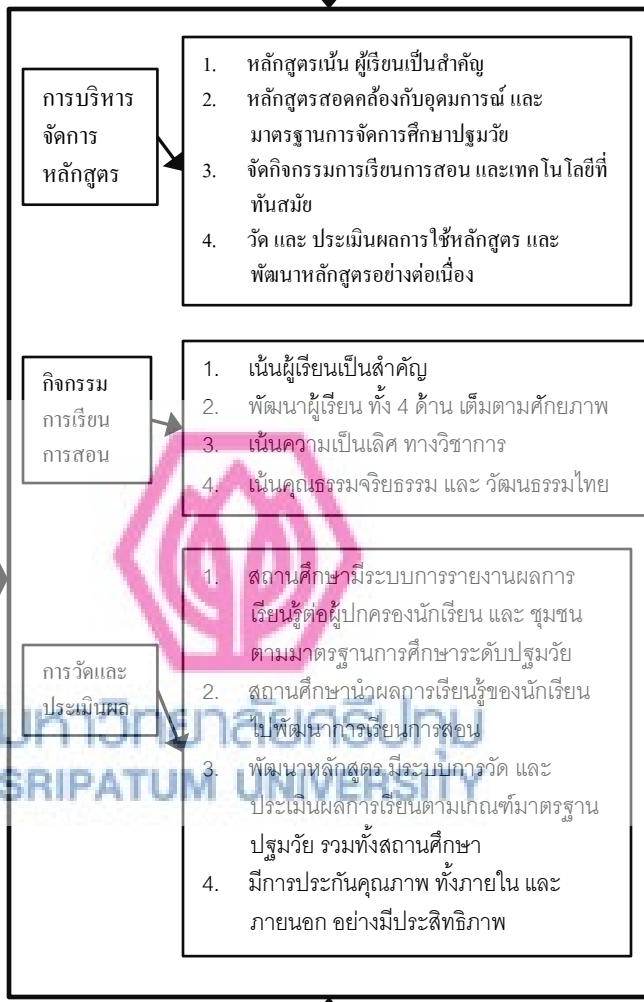 การบริหาร
จัดการ
หลักสูตร
1. หลักสูตรเน้น ผู้เรียนเป็นสำคัญ
2. หลักสูตรสอดคล้องกับอุดมการณ์ และ
มาตรฐานการจัดการศึกษาปฐมวัย
3. จัดกิจกรรมการเรียนการสอน และเทคโนโลยีที่
ทันสมัย
4. วัด และ ประเมินผลการใช้หลักสูตร และ
พัฒนาหลักสูตรอย่างต่อเนื่อง
กิจกรรม
การเรียน
การสอน
1. เน้นผู้เรียนเป็นสำคัญ
2. พัฒนาผู้เรียน ทั้ง 4 ด้าน เต็มตามศักยภาพ
3. เน้นความเป็นเลิศ ทางวิชาการ
4. เน้นคุณธรรมจริยธรรม และ วัฒนธรรมไทย
การวัดและ
ประเมินผล
1. สถานศึกษามีระบบการรายงานผลการ
เรียนรู้ต่อผู้ปกครองนักเรียน และ ชุมชน
ตามมาตรฐานการศึกษาระดับปฐมวัย
2. สถานศึกษานำผลการเรียนรู้ของนักเรียน
ไปพัฒนาการเรียนการสอน
3. พัฒนาหลักสูตร มีระบบการวัด และ
ประเมินผลการเรียนตามเกณฑ์มาตรฐาน
ปฐมวัย รวมทั้งสถานศึกษา
4. มีการประกันคุณภาพ ทั้งภายใน และ
ภายนอก อย่างมีประสิทธิภาพ
มหาวิทยาลัยศรีปทุม
SRIPATUM UNIVERSITY